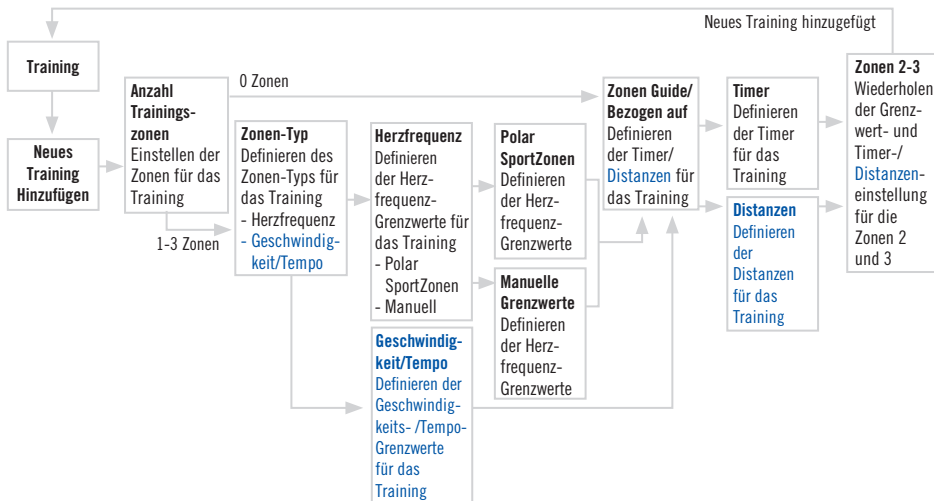 Neues Training hinzugefügt
Training
Neues
Training
Hinzufügen
Anzahl
Trainings-
zonen
Einstellen der
Zonen für das
Training
0 Zonen
1-3 Zonen
Zonen-Typ
Definieren des
Zonen-Typs für
das Training
- Herzfrequenz
- Geschwindig-
keit/Tempo
Herzfrequenz
Definieren
der Herz-
frequenz-
Grenzwerte für
das Training
- Polar
SportZonen
- Manuell
Geschwindig-
keit/Tempo
Definieren der
Geschwindig-
keits- /Tempo-
Grenzwerte
für das
Training
Polar
SportZonen
Definieren
der Herz-
frequenz-
Grenzwerte
Manuelle
Grenzwerte
Definieren
der Herz-
frequenz-
Grenzwerte
Zonen Guide/
Bezogen auf
Definieren
der Timer/
Distanzen für
das Training
Timer
Definieren
der Timer
für das
Training
Distanzen
Definieren
der
Distanzen
für das
Training
Zonen 2-3
Wiederholen
der Grenz-
wert- und
Timer-/
Distanzen-
einstellung
für die
Zonen 2
und 3